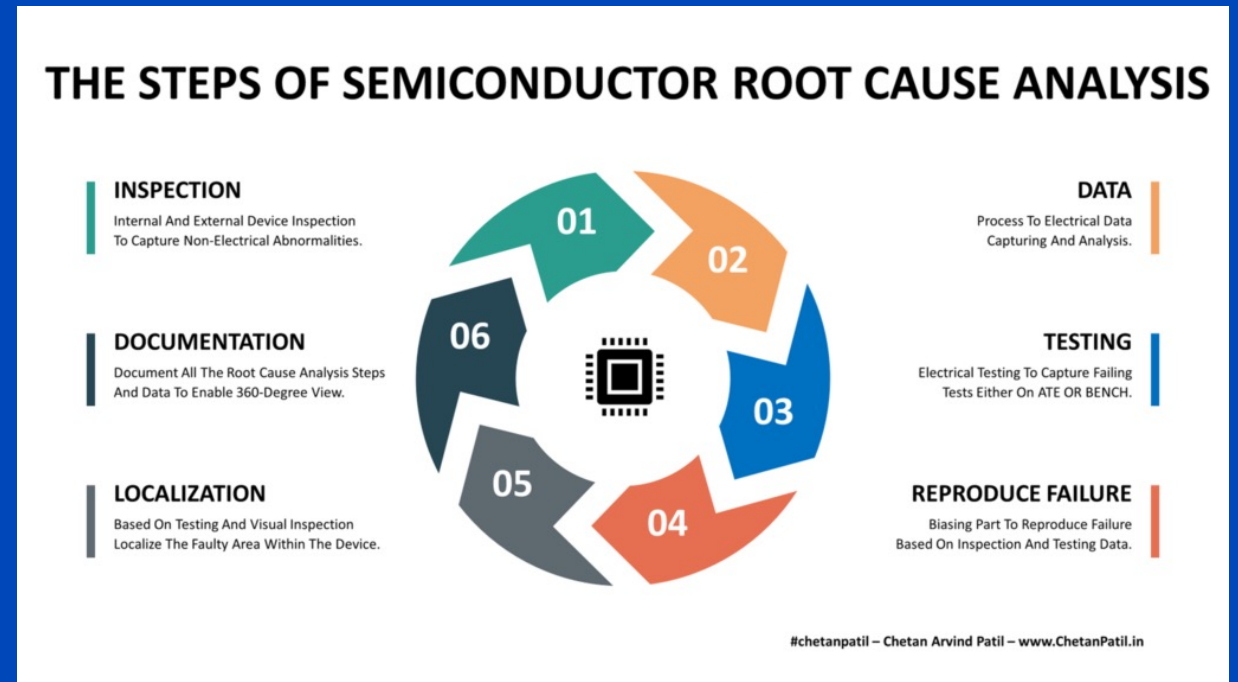 THE STEPS OF SEMICONDUCTOR ROOT CAUSE ANALYSIS
INSPECTION
Internal And External Device Inspection
To Capture Non-Electrical Abnormalities.
DOCUMENTATION
Document All The Root Cause Analysis Steps
And Data To Enable 360-Degree View.
LOCALIZATION
Based On Testing And Visual Inspection
Localize The Faulty Area Within The Device.
01
02
03
04
05
06
DATA
Process To Electrical Data
Capturing And Analysis.
TESTING
Electrical Testing To Capture Failing
Tests Either On ATE OR BENCH.
REPRODUCE FAILURE
Biasing Part To Reproduce Failure
Based On Inspection And Testing Data.
#chetanpatil – Chetan Arvind Patil – www.ChetanPatil.in